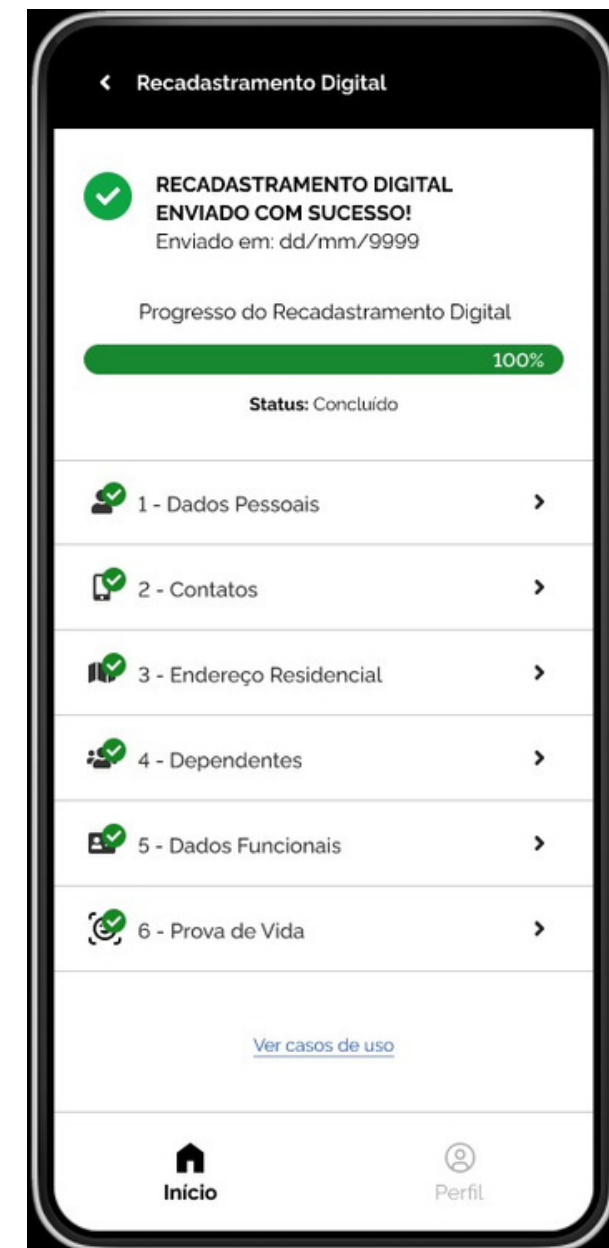 Recadastramento Digital
RECADASTRAMENTO DIGITAL
ENVIADO COM SUCESSO!
Enviado em: dd/mm/9999
Progresso do Recadastramento Digital
100%
Status: Concluído
1 - Dados Pessoais
2 - Contatos
3 - Endereço Residencial
4 - Dependentes
5 - Dados Funcionais
6 - Prova de Vida
Ver casos de uso
Início
Perfil